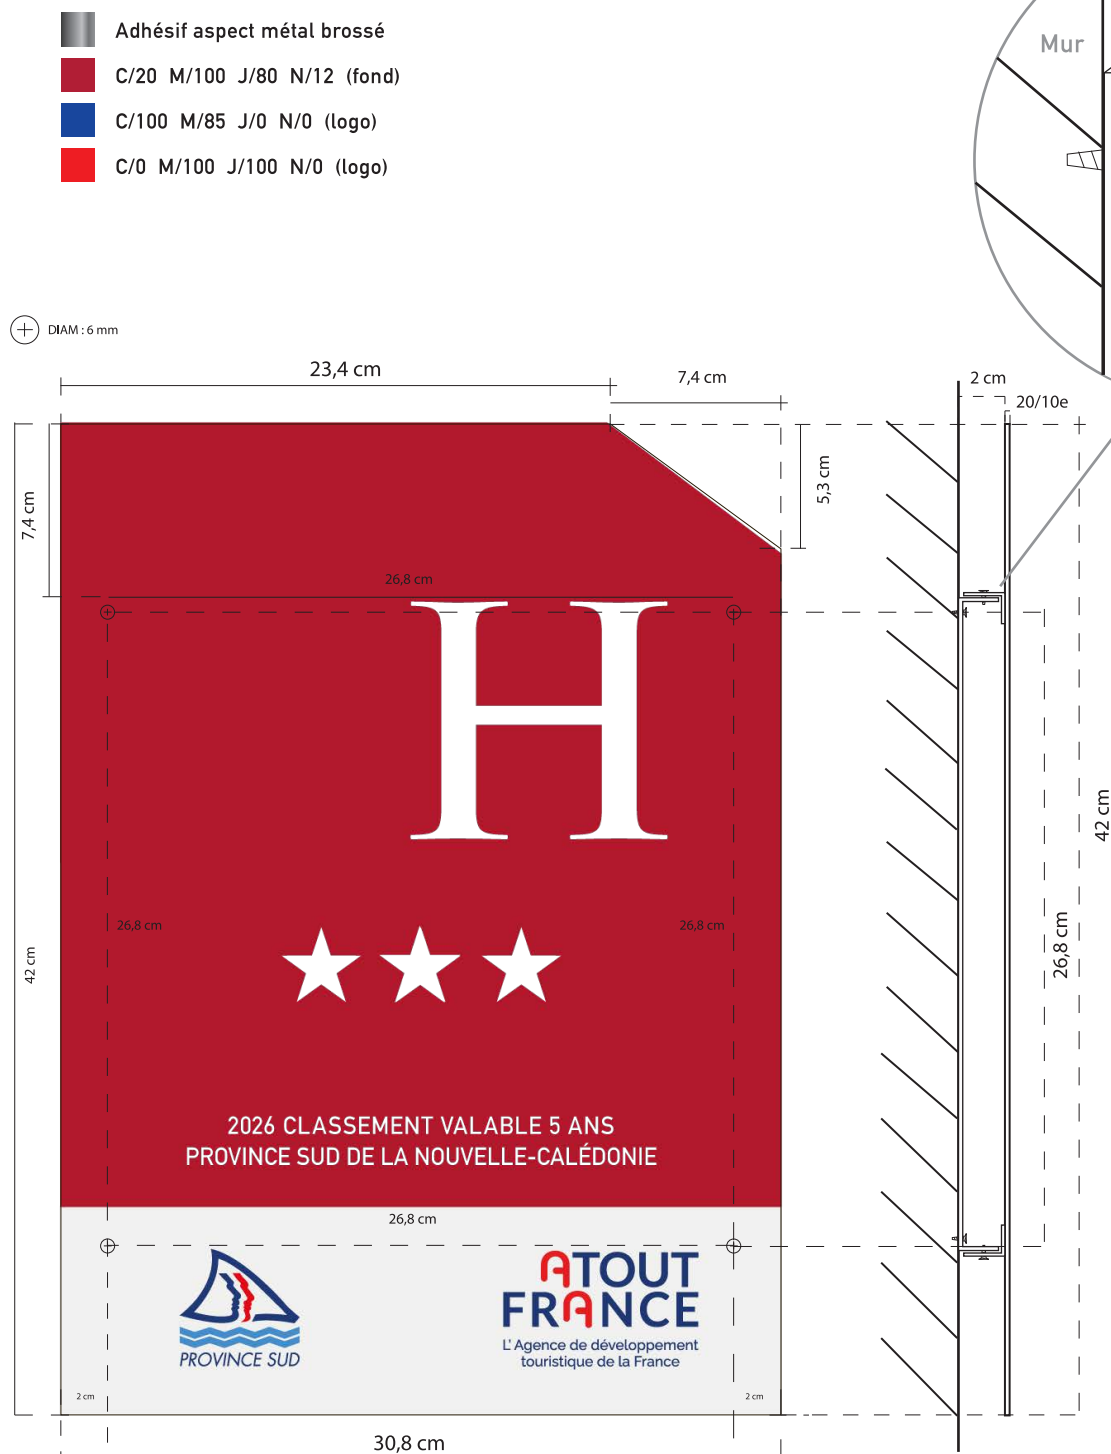 Adhésif aspect métal brossé
C/20 M/100 J/80 N/12 (fond)
C/100 M/85 J/0 N/0 (logo)
C/0 M/100 J/100 N/0 (logo)
Mur
DIAM : 6 mm
23,4 cm
7,4 cm
2 cm
20/10e
7,4 cm
5,3 cm
26,8 cm
H
42 cm
26,8 cm
26,8 cm
26,8 cm
42 cm
2026 CLASSEMENT VALABLE 5 ANS
PROVINCE SUD DE LA NOUVELLE-CALÉDONIE
26,8 cm
ATOUT
FRANCE
L'Agence de développement
touristique de la France
PROVINCE SUD
2 cm
2 cm
30,8 cm